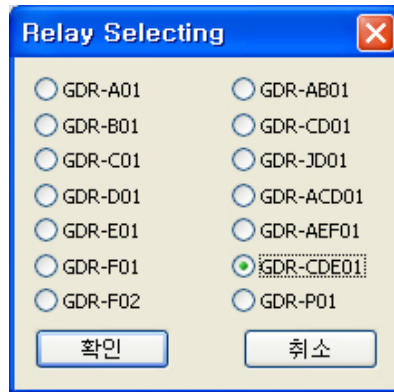 Relay Selecting
GDR-A01 GDR-AB01
GDR-B01 GDR-CD01
GDR-C01 GDR-JD01
GDR-D01 GDR-ACD01
GDR-E01 GDR-AEF01
GDR-F01 GDR-CDE01
GDR-F02 GDR-P01
확인 취소